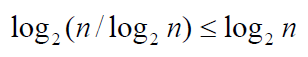 log₂ (n / log₂ n) ≤ log₂ n